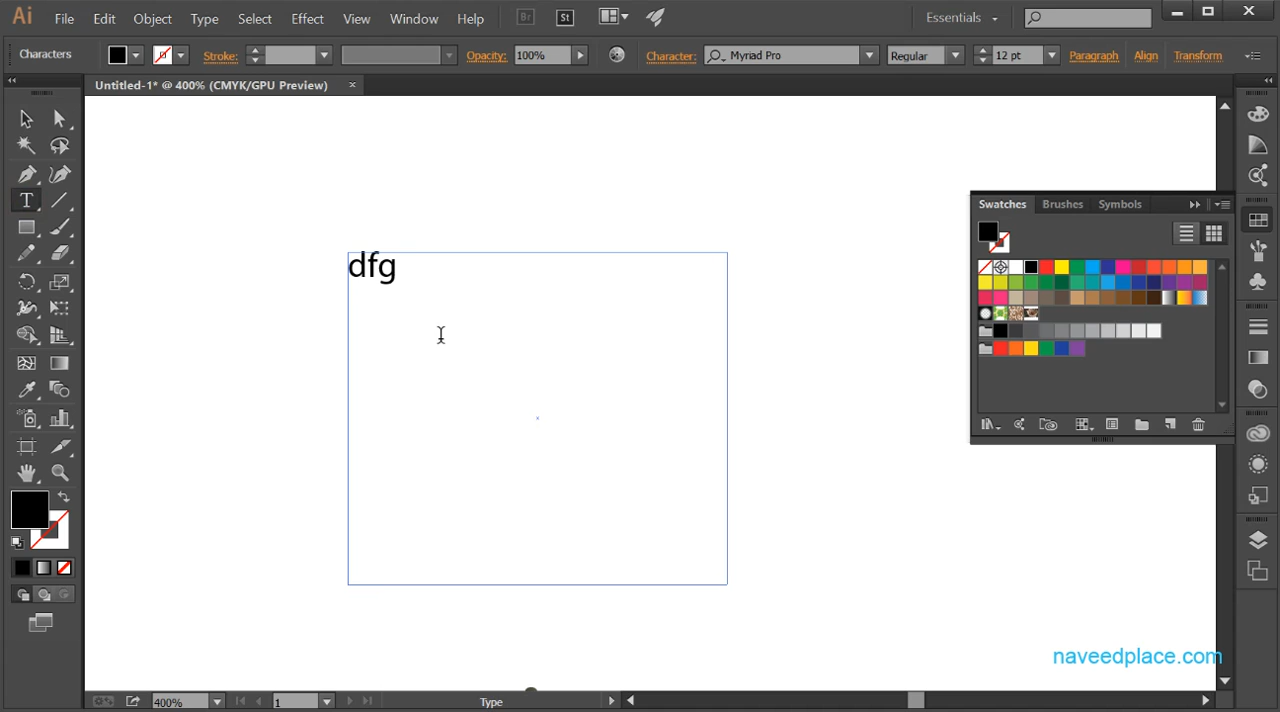 Ai File Edit Object Type Select Effect View Window Help Br St Essentials
Characters Stroke: Opacity: 100% Character: Myriad Pro Regular 12 pt Paragraph Align Transform
Untitled-1* @ 400% (CMYK/GPU Preview)
Swatches Brushes Symbols
dfg
naveedplace.com
400% 1 Type